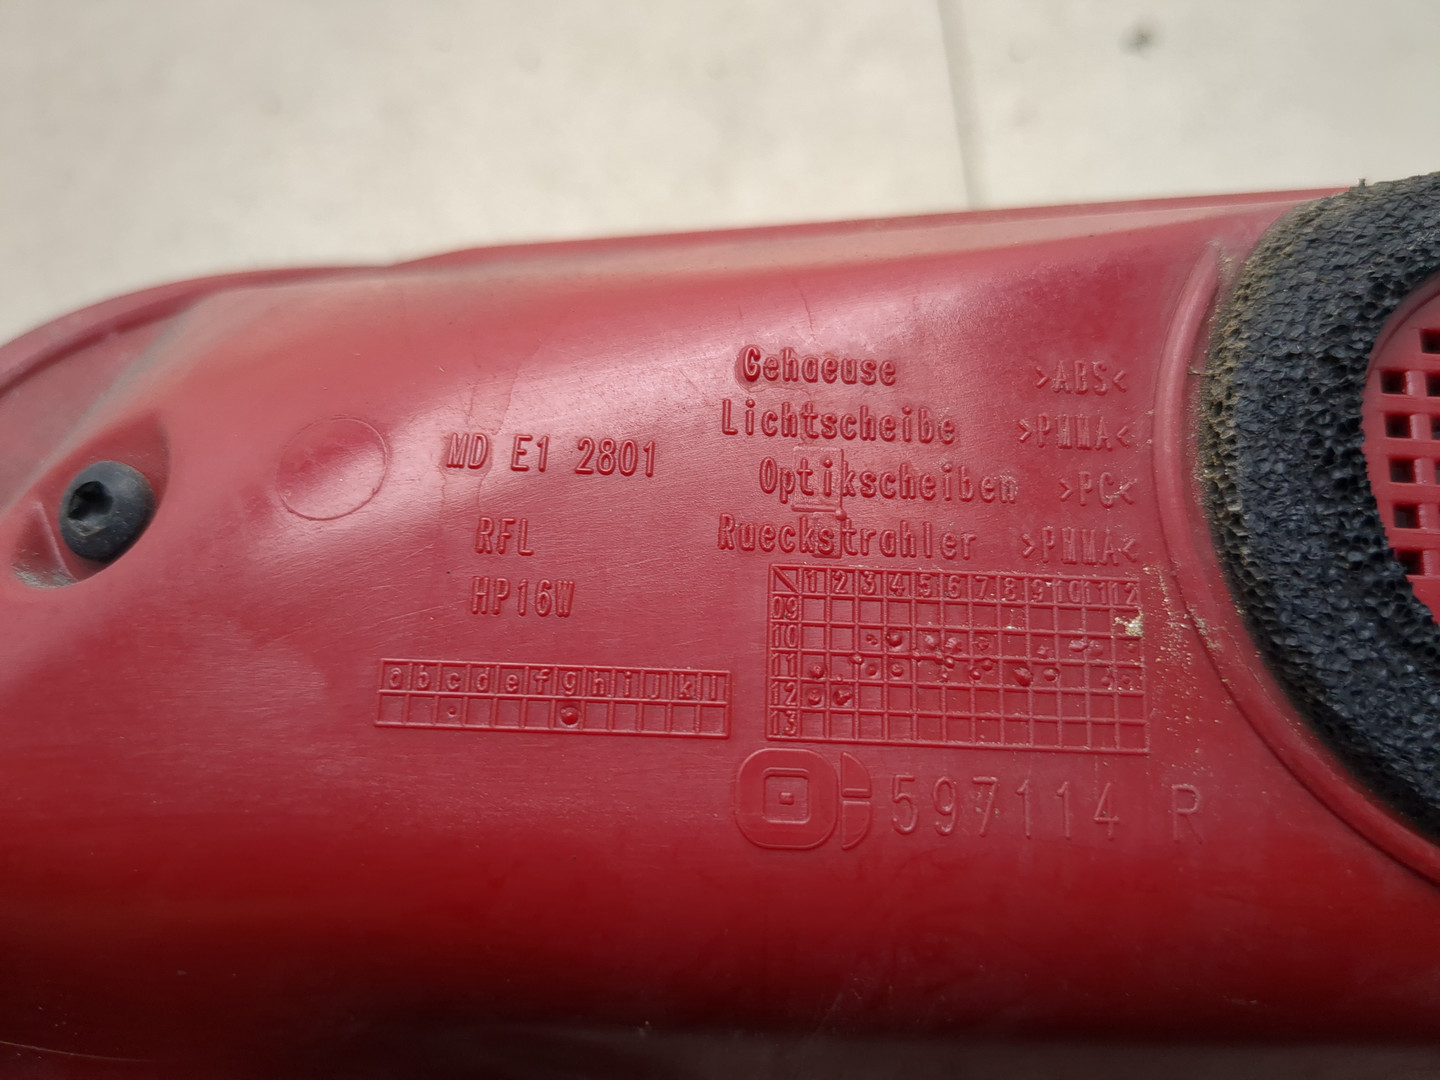 Gehaeuse >ABS<
Lichtscheibe >PMMA<
Optikscheiben >PC<
Rueckstrahler >PMMA<
MD E1 2801
RFL
HP16W
a b c d e f g h i j k l
1 2 3 4 5 6 7 8 9 10 11 12
09
10
11
12
13
597114 R